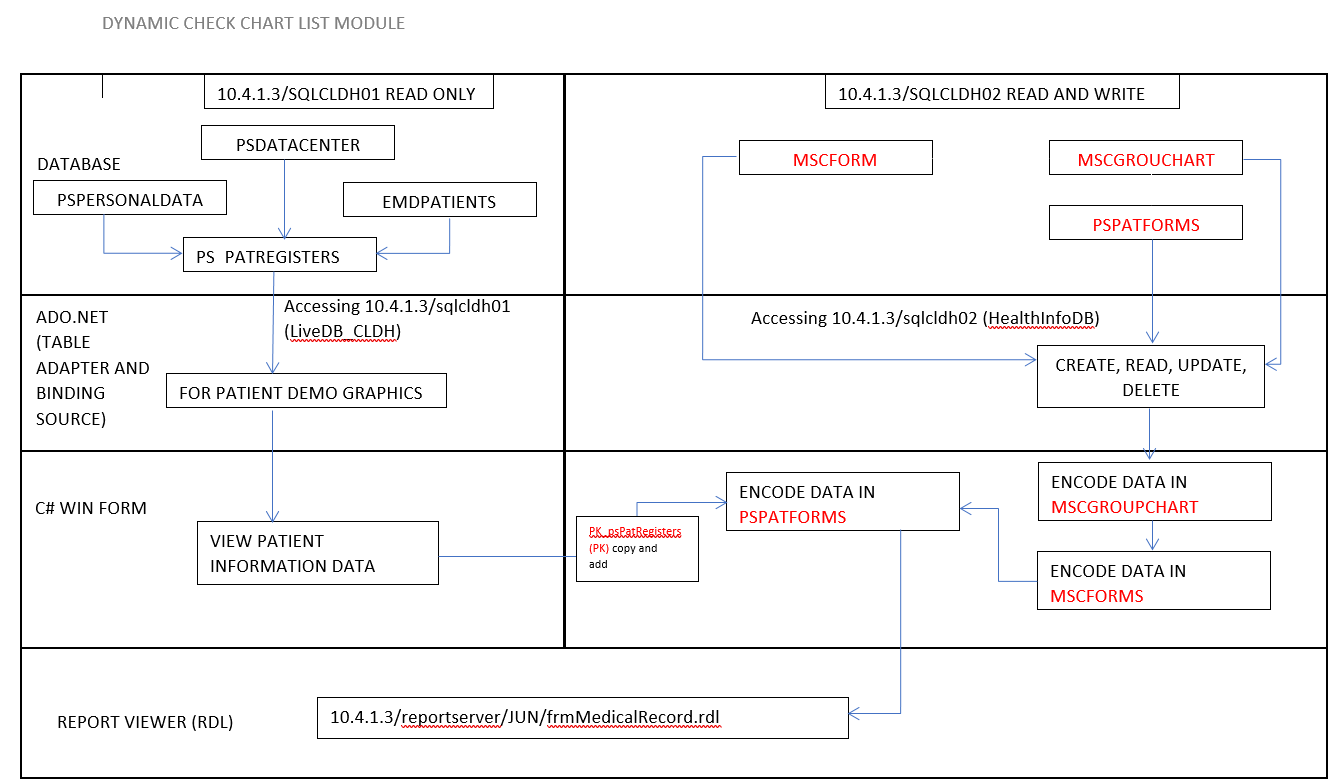 DYNAMIC CHECK CHART LIST MODULE
10.4.1.3/SQLCLDH01 READ ONLY
10.4.1.3/SQLCLDH02 READ AND WRITE
DATABASE
PSDATACENTER
PSPERSONALDATA
EMDPATIENTS
PS PATREGISTERS
MSCFORM
MSCGROUCHART
PSPATFORMS
ADO.NET
(TABLE
ADAPTER AND
BINDING
SOURCE)
Accessing 10.4.1.3/sqlcldh01
(LiveDB_CLDH)
FOR PATIENT DEMO GRAPHICS
Accessing 10.4.1.3/sqlcldh02 (HealthInfoDB)
CREATE, READ, UPDATE,
DELETE
C# WIN FORM
VIEW PATIENT
INFORMATION DATA
PK_psPatRegisters
(PK) copy and
add
ENCODE DATA IN
PSPATFORMS
ENCODE DATA IN
MSCGROUPCHART
ENCODE DATA IN
MSCFORMS
REPORT VIEWER (RDL)
10.4.1.3/reportserver/JUN/frmMedicalRecord.rdl